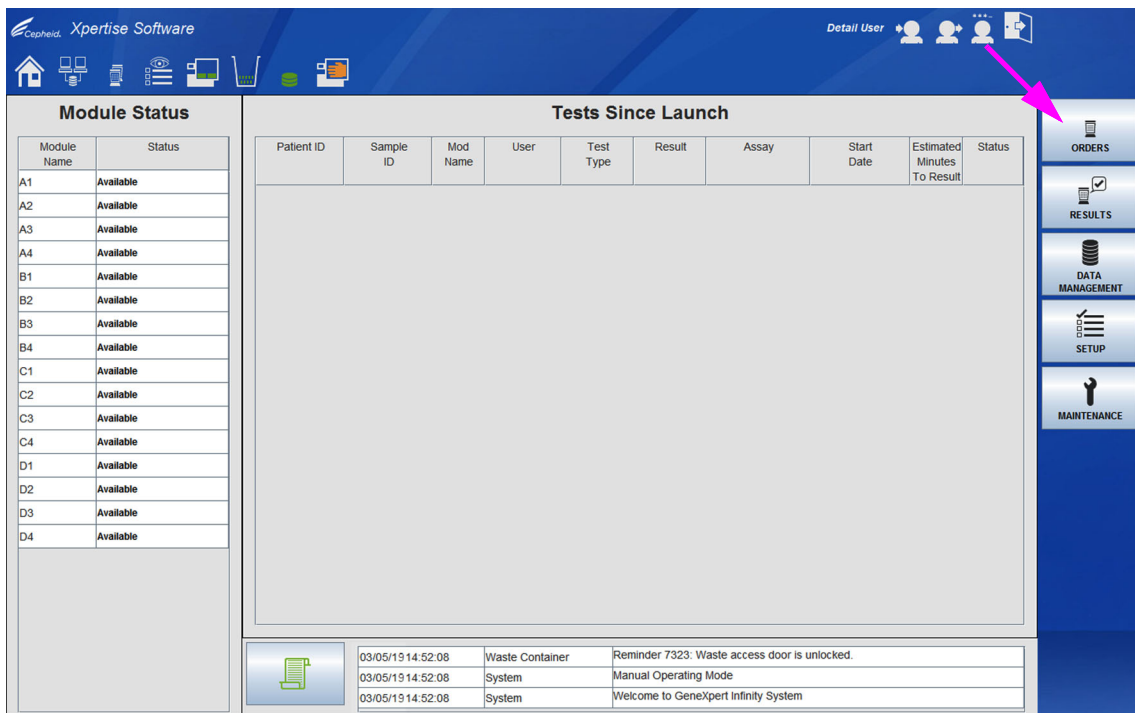 Cepheid. Xpertise Software
Detail User
Module Status
Module Name Status
A1 Available
A2 Available
A3 Available
A4 Available
B1 Available
B2 Available
B3 Available
B4 Available
C1 Available
C2 Available
C3 Available
C4 Available
D1 Available
D2 Available
D3 Available
D4 Available
Tests Since Launch
Patient ID Sample ID Mod Name User Test Type Result Assay Start Date Estimated Minutes To Result Status
03/05/19 14:52:08 Waste Container Reminder 7323: Waste access door is unlocked.
03/05/19 14:52:08 System Manual Operating Mode
03/05/19 14:52:08 System Welcome to GeneXpert Infinity System
ORDERS
RESULTS
DATA
MANAGEMENT
SETUP
MAINTENANCE